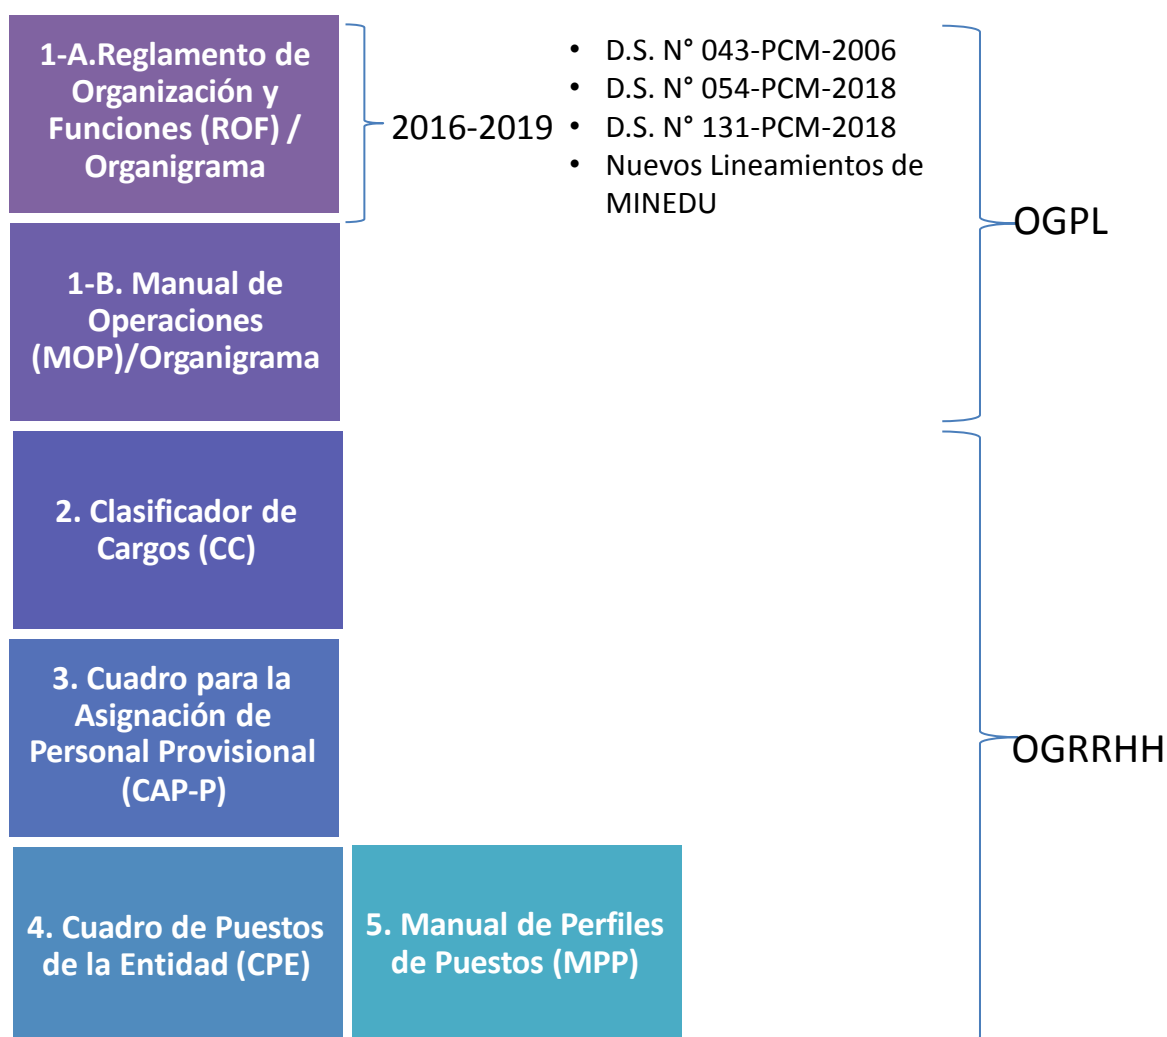 1-A.Reglamento de
Organización y
Funciones (ROF) /
Organigrama
2016-2019
• D.S. N° 043-PCM-2006
• D.S. N° 054-PCM-2018
• D.S. N° 131-PCM-2018
• Nuevos Lineamientos de
MINEDU
OGPL
1-B. Manual de
Operaciones
(MOP)/Organigrama
2. Clasificador de
Cargos (CC)
3. Cuadro para la
Asignación de
Personal Provisional
(CAP-P)
OGRRHH
4. Cuadro de Puestos
de la Entidad (CPE)
5. Manual de Perfiles
de Puestos (MPP)